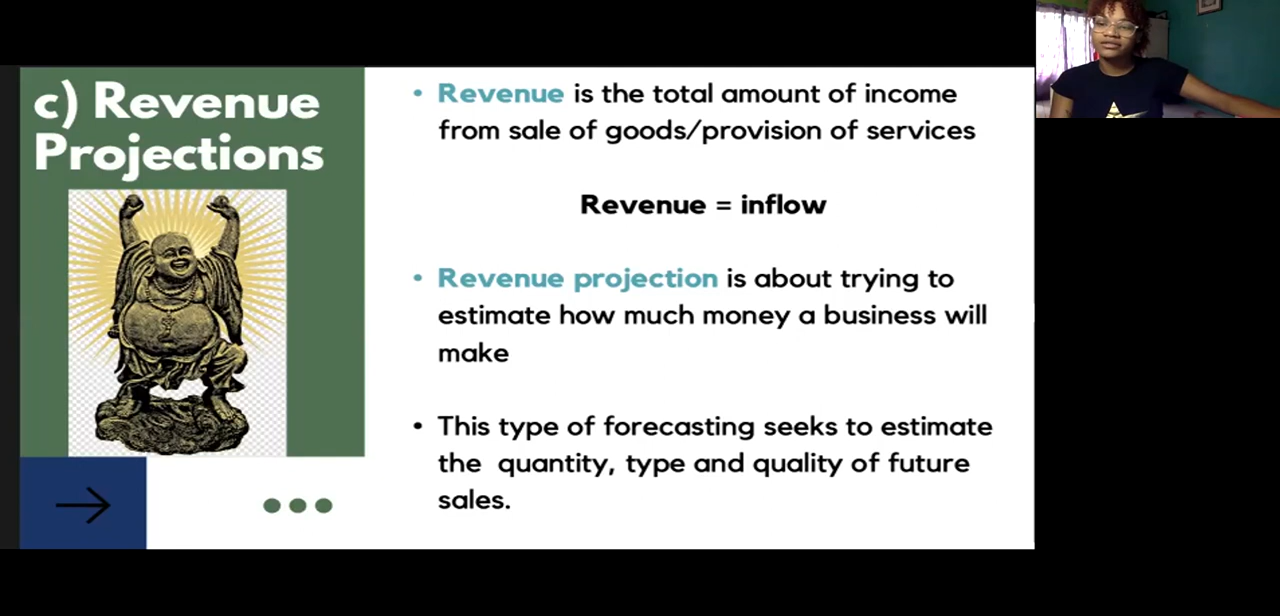 c) Revenue
Projections
• Revenue is the total amount of income
from sale of goods/provision of services
Revenue = inflow
• Revenue projection is about trying to
estimate how much money a business will
make
• This type of forecasting seeks to estimate
the quantity, type and quality of future
sales.